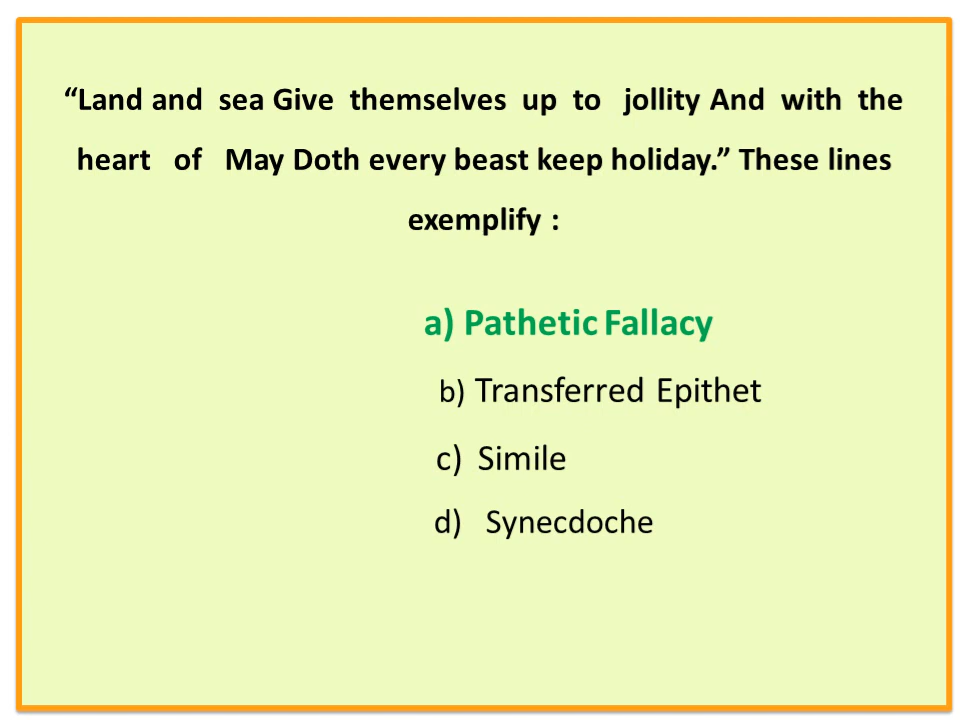 “Land and sea Give themselves up to jollity And with the
heart of May Doth every beast keep holiday.” These lines
exemplify :
a) Pathetic Fallacy
b) Transferred Epithet
c) Simile
d) Synecdoche